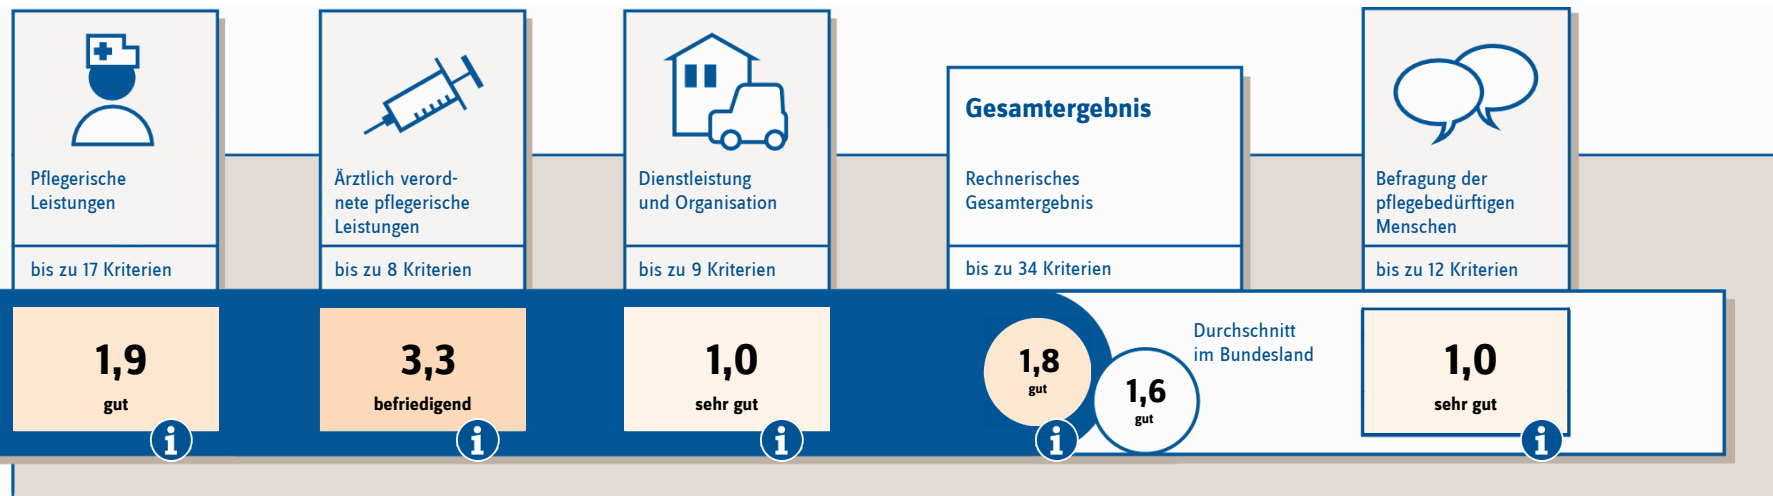 Pflegerische
Leistungen
bis zu 17 Kriterien
1,9
gut
i
Ärztlich verord-
nete pflegerische
Leistungen
bis zu 8 Kriterien
3,3
befriedigend
i
Dienstleistung
und Organisation
bis zu 9 Kriterien
1,0
sehr gut
i
Gesamtergebnis
Rechnerisches
Gesamtergebnis
bis zu 34 Kriterien
1,8
gut
i
1,6
gut
Durchschnitt
im Bundesland
Befragung der
pflegebedürftigen
Menschen
bis zu 12 Kriterien
1,0
sehr gut
i